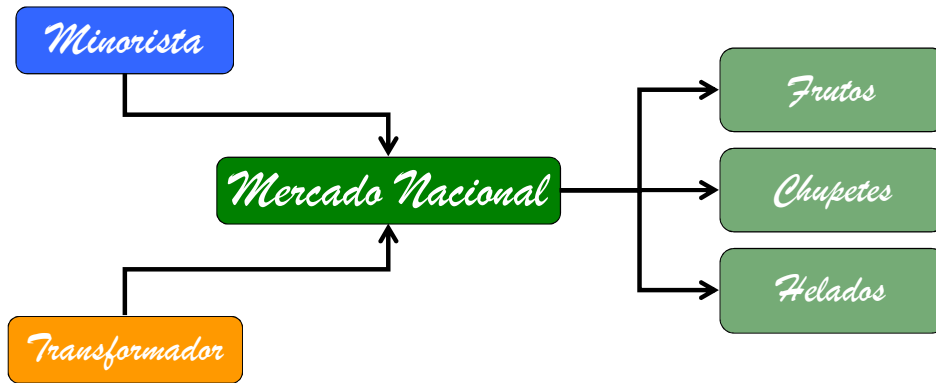 Minorista
Frutos
Mercado Nacional
Chupetes
Helados
Transformador